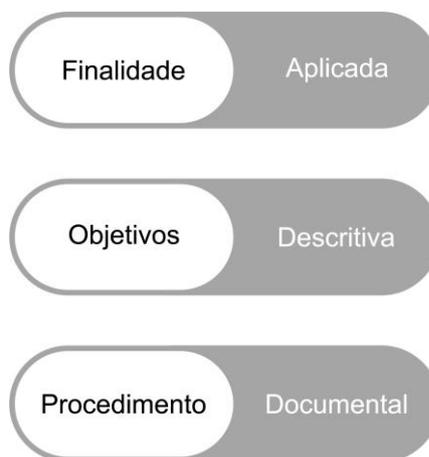 Finalidade Aplicada
Objetivos Descritiva
Procedimento Documental